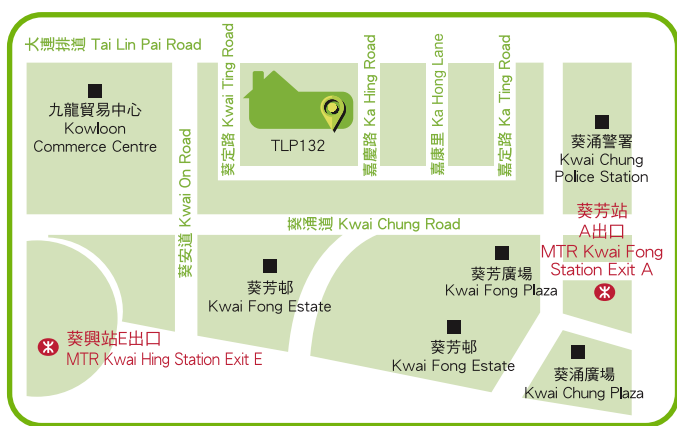 大連排道 Tai Lin Pai Road
葵定路 Kwai Ting Road
嘉慶路 Ka Hing Road
嘉康里 Ka Hong Lane
嘉定路 Ka Ting Road
九龍貿易中心
Kowloon
Commerce Centre
TLP132
葵涌警署
Kwai Chung
Police Station
葵安道 Kwai On Road
葵涌道 Kwai Chung Road
葵芳站
A出口
MTR Kwai Fong
Station Exit A
葵芳邨
Kwai Fong Estate
葵芳廣場
Kwai Fong Plaza
葵興站E出口
MTR Kwai Hing Station Exit E
葵芳邨
Kwai Fong Estate
葵涌廣場
Kwai Chung Plaza